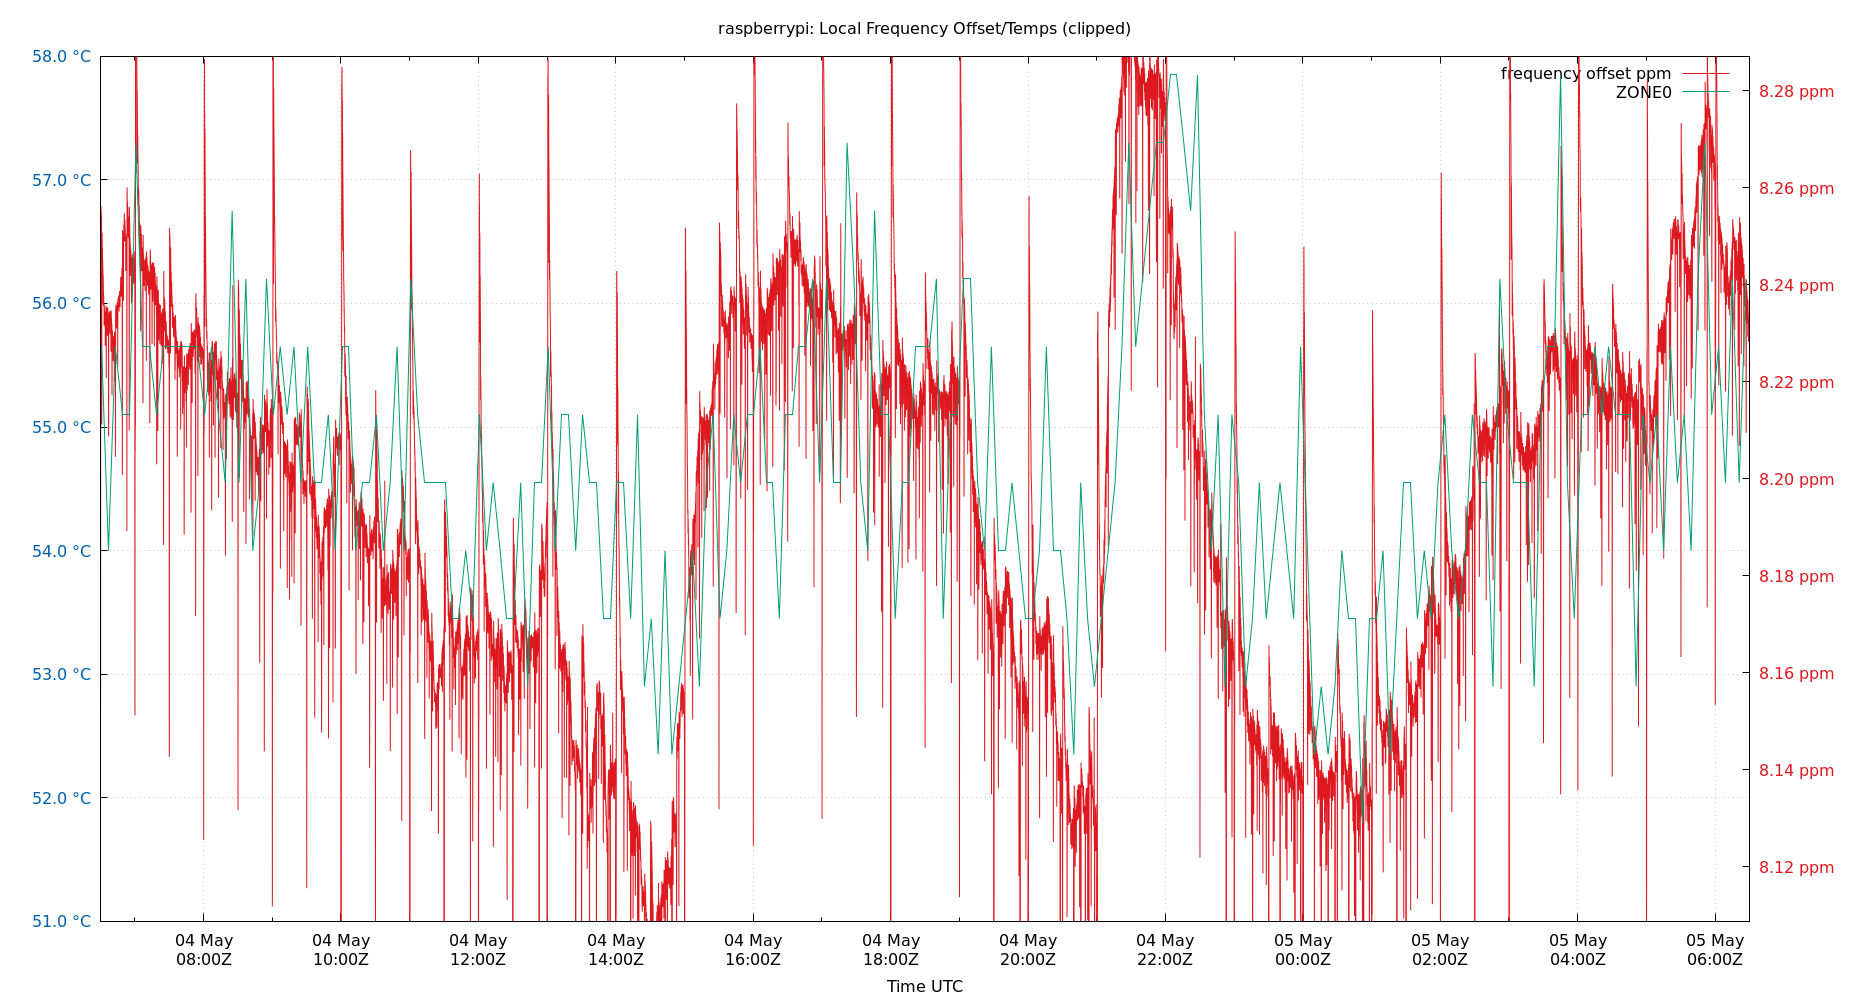 raspberrypi: Local Frequency Offset/Temps (clipped)
58.0 °C
57.0 °C
56.0 °C
55.0 °C
54.0 °C
53.0 °C
52.0 °C
51.0 °C
frequency offset ppm
ZONE0
8.28 ppm
8.26 ppm
8.24 ppm
8.22 ppm
8.20 ppm
8.18 ppm
8.16 ppm
8.14 ppm
8.12 ppm
04 May 04 May 04 May 04 May 04 May 04 May 04 May 04 May 05 May 05 May 05 May 05 May
08:00Z 10:00Z 12:00Z 14:00Z 16:00Z 18:00Z 20:00Z 22:00Z 00:00Z 02:00Z 04:00Z 06:00Z
Time UTC